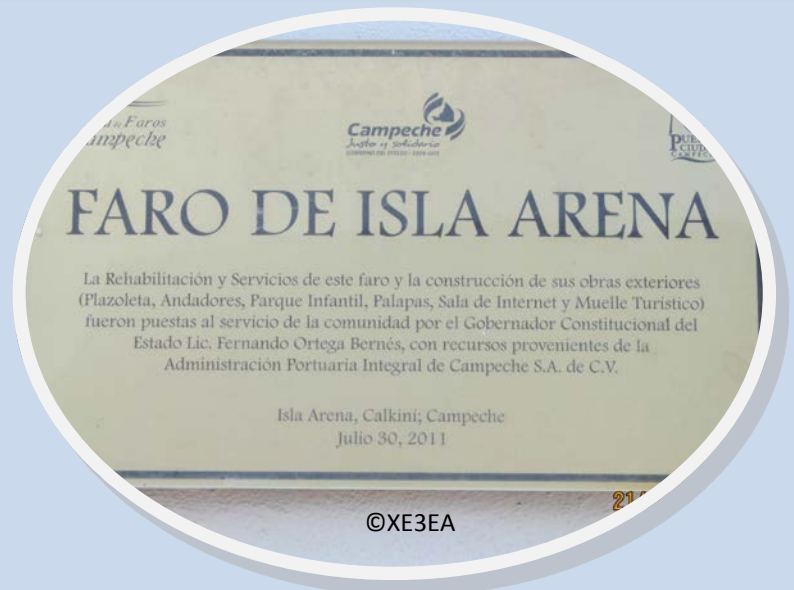 Faros
Campeche
Justo y Solidario
FARO DE ISLA ARENA
La Rehabilitación y Servicios de este faro y la construcción de sus obras exteriores
(Plazoleta, Andadores, Parque Infantil, Palapas, Sala de Internet y Muelle Turístico)
fueron puestas al servicio de la comunidad por el Gobernador Constitucional del
Estado Lic. Fernando Ortega Bernés, con recursos provenientes de la
Administración Portuaria Integral de Campeche S.A. de C.V.
Isla Arena, Calkiní; Campeche
Julio 30, 2011
©XE3EA